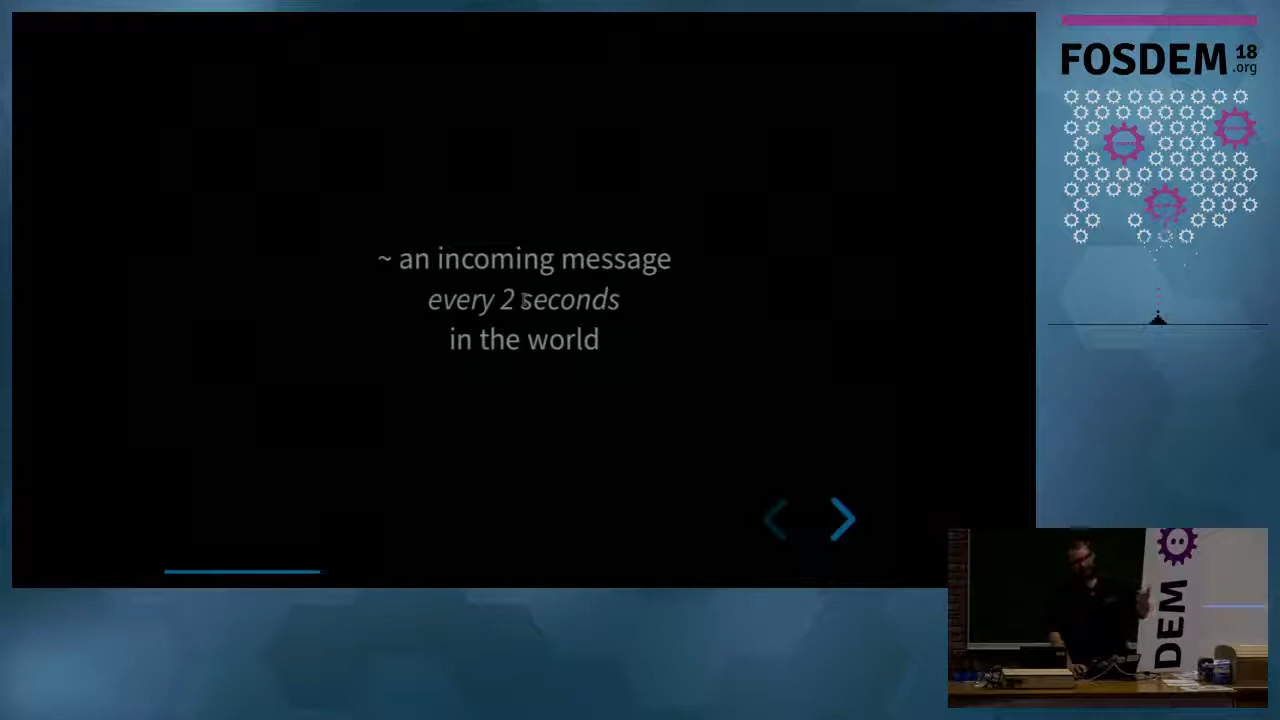 ~ an incoming message
every 2 seconds
in the world
FOSDEM 18
.org
DEM